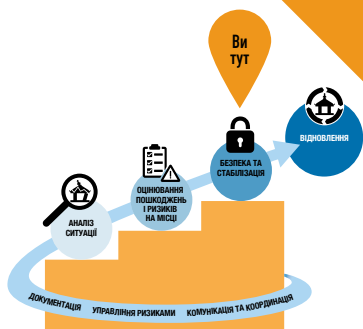 Ви
тут
ВІДНОВЛЕННЯ
БЕЗПЕКА ТА
СТАБІЛІЗАЦІЯ
ОЦІНЮВАННЯ
ПОШКОДЖЕНЬ
І РИЗИКІВ
НА МІСЦІ
АНАЛІЗ
СИТУАЦІЇ
ДОКУМЕНТАЦІЯ УПРАВЛІННЯ РИЗИКАМИ КОМУНІКАЦІЯ ТА КООРДИНАЦІЯ